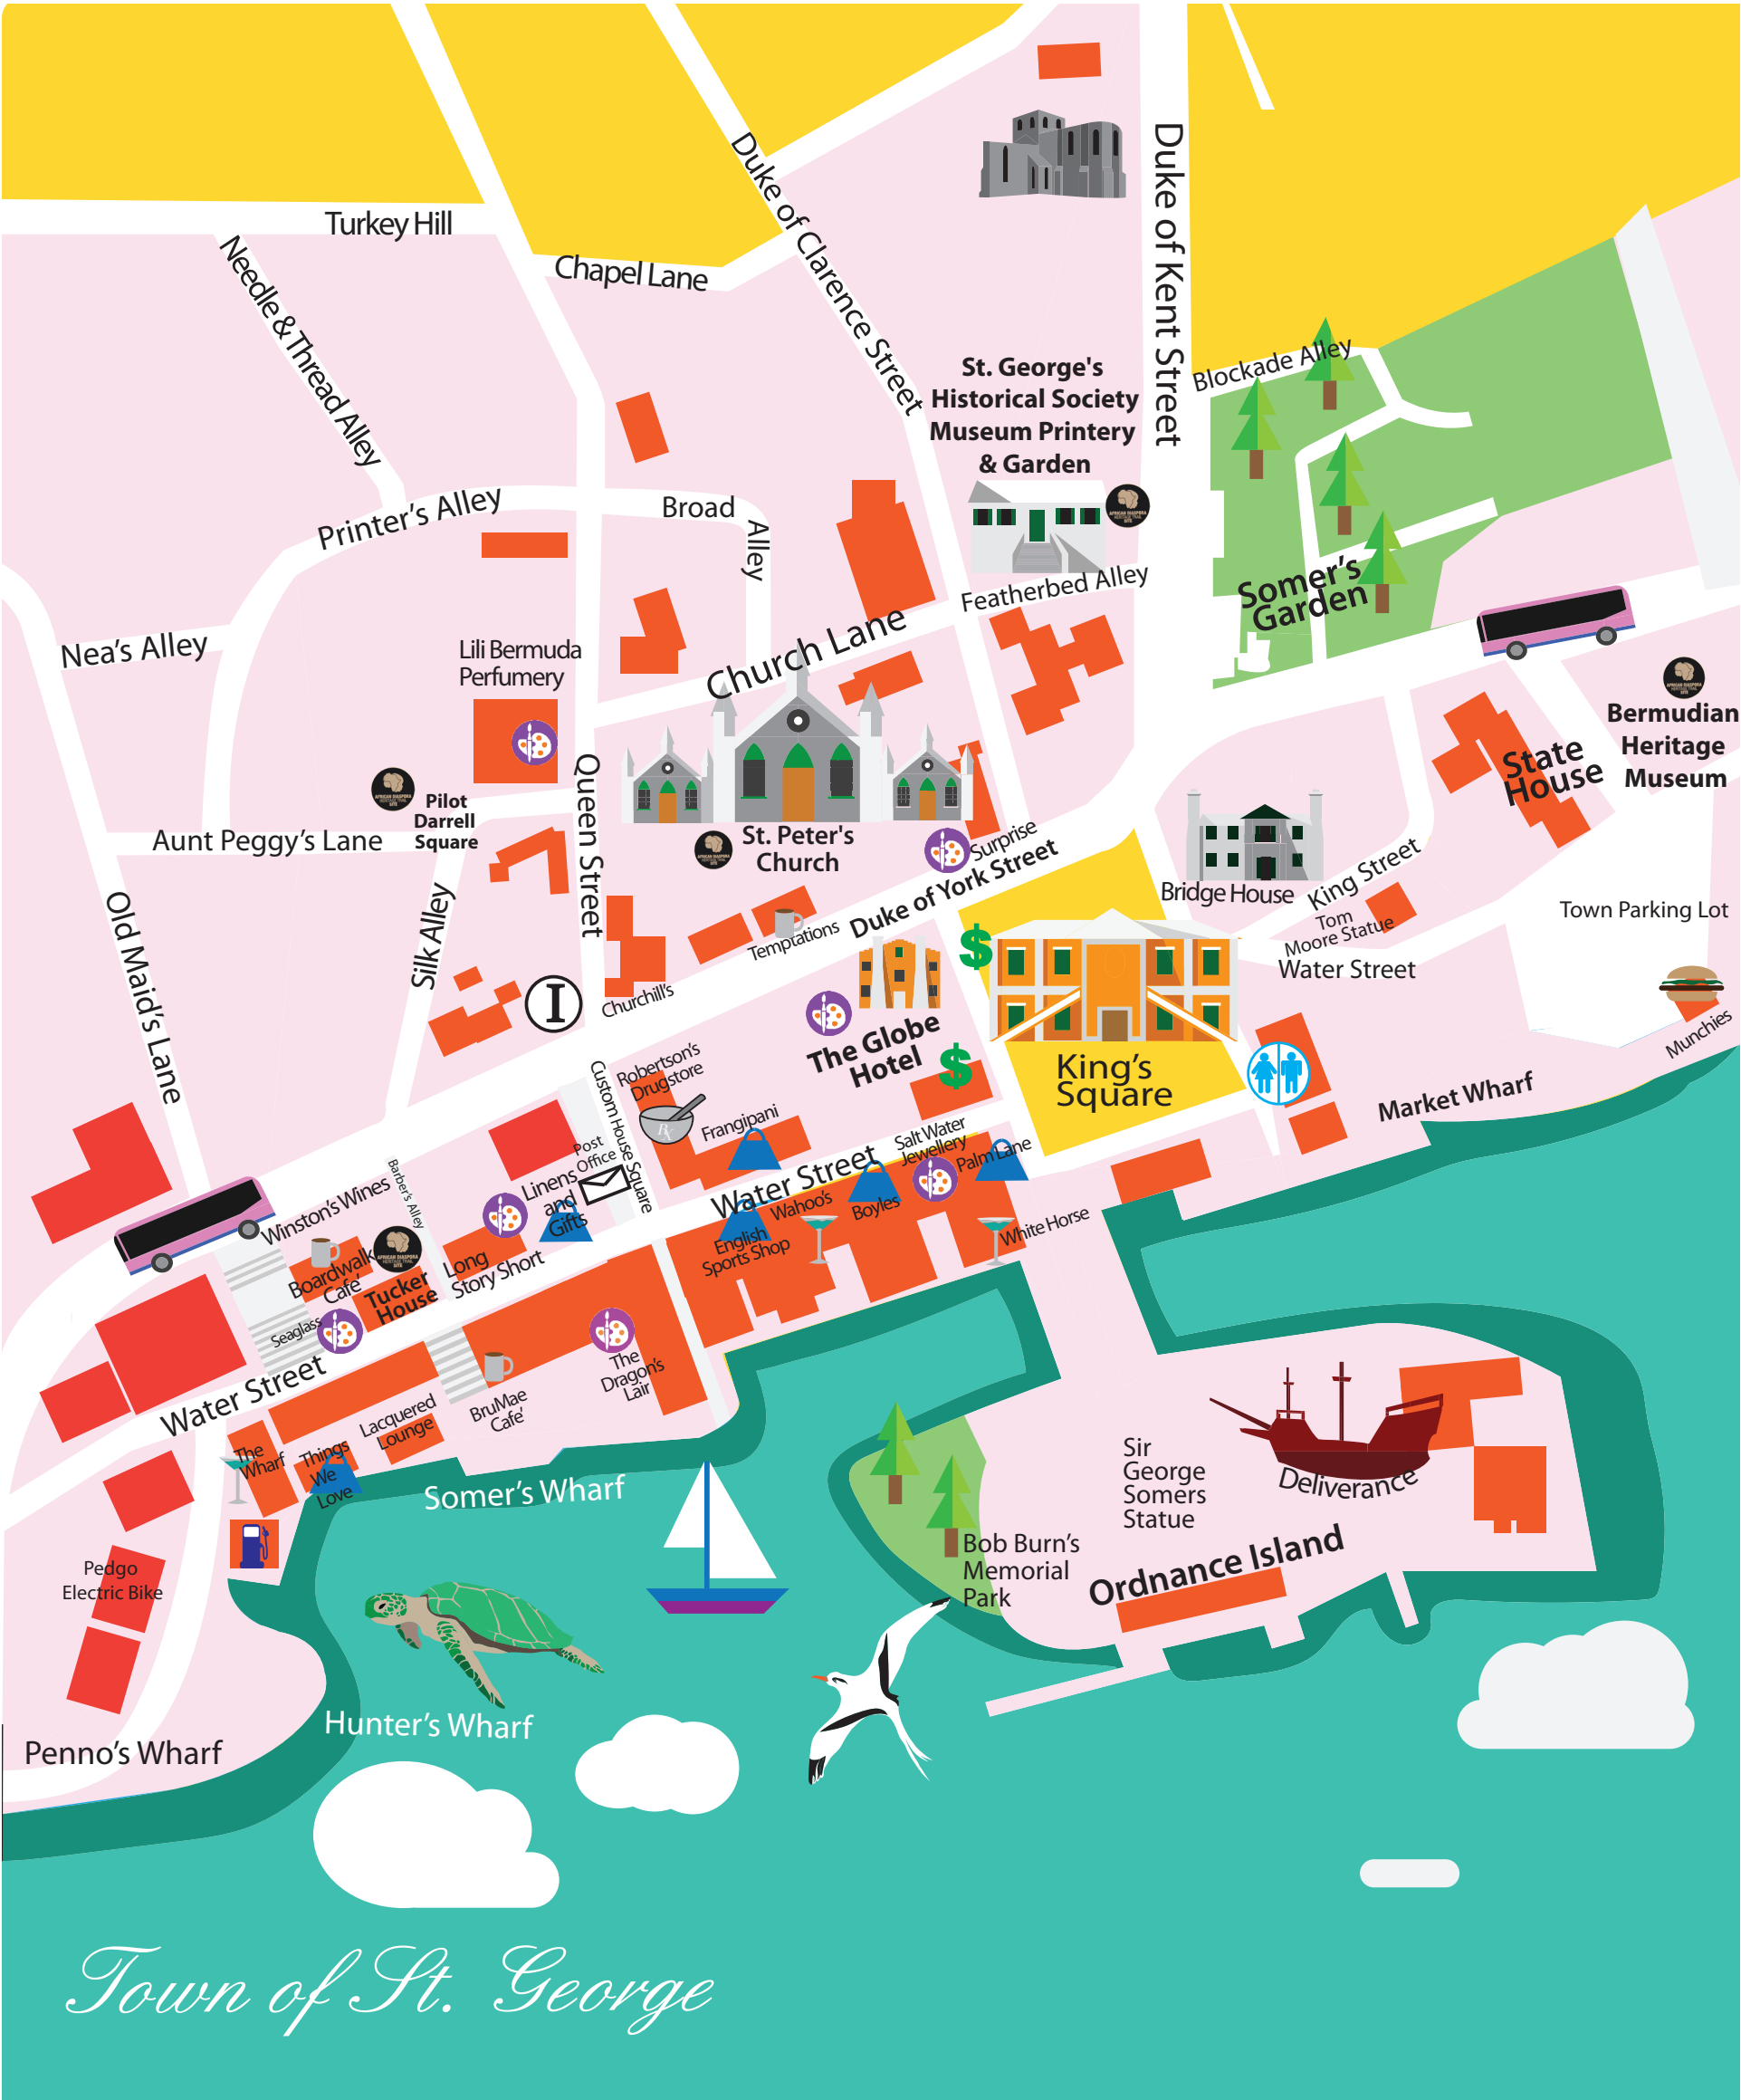 Turkey Hill
Needle & Thread Alley
Chapel Lane
Duke of Clarence Street
Duke of Kent Street
Blockade Alley
St. George's
Historical Society
Museum Printery
& Garden
Printer's Alley
Broad
Alley
Featherbed Alley
Somer's
Garden
Nea's Alley
Lili Bermuda
Perfumery
Church Lane
Bermudian
Heritage
Museum
State
House
Queen Street
Pilot
Darrell
Square
Aunt Peggy's Lane
St. Peter's
Church
Surprise
Duke of York Street
Bridge House
King Street
Tom
Moore Statue
Water Street
Town Parking Lot
Old Maid's Lane
Silk Alley
I
Churchill's
Temptations
$
The Globe
Hotel
$
King's
Square
Munchies
Market Wharf
Custom House Square
Robertson's
Drugstore
Frangipani
Post
Office
Salt Water
Jewellery
Palm Lane
Water Street
Wahoo's
Boyles
English
Sports Shop
White Horse
Barber's Alley
Winston's Wines
Linens
and
Gifts
Boardwalk
Cafe'
Tucker
House
Long
Story Short
Seaglass
Water Street
The
Dragon's
Lair
BruMae
Cafe'
Lacquered
Lounge
The
Wharf
Things
We
Love
Somer's Wharf
Sir
George
Somers
Statue
Deliverance
Bob Burn's
Memorial
Park
Ordnance Island
Pedgo
Electric Bike
Hunter's Wharf
Penno's Wharf
Town of St. George